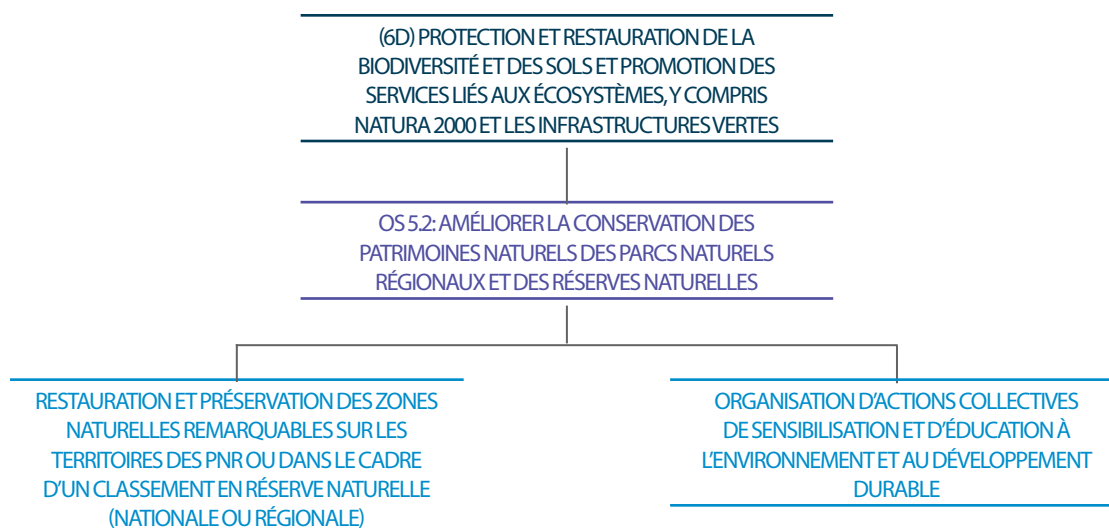 (6D) PROTECTION ET RESTAURATION DE LA
BIODIVERSITÉ ET DES SOLS ET PROMOTION DES
SERVICES LIÉS AUX ÉCOSYSTÈMES, Y COMPRIS
NATURA 2000 ET LES INFRASTRUCTURES VERTES
OS 5.2: AMÉLIORER LA CONSERVATION DES
PATRIMOINES NATURELS DES PARCS NATURELS
RÉGIONAUX ET DES RÉSERVES NATURELLES
RESTAURATION ET PRÉSERVATION DES ZONES
NATURELLES REMARQUABLES SUR LES
TERRITOIRES DES PNR OU DANS LE CADRE
D'UN CLASSEMENT EN RÉSERVE NATURELLE
(NATIONALE OU RÉGIONALE)
ORGANISATION D'ACTIONS COLLECTIVES
DE SENSIBILISATION ET D'ÉDUCATION À
L'ENVIRONNEMENT ET AU DÉVELOPPEMENT
DURABLE